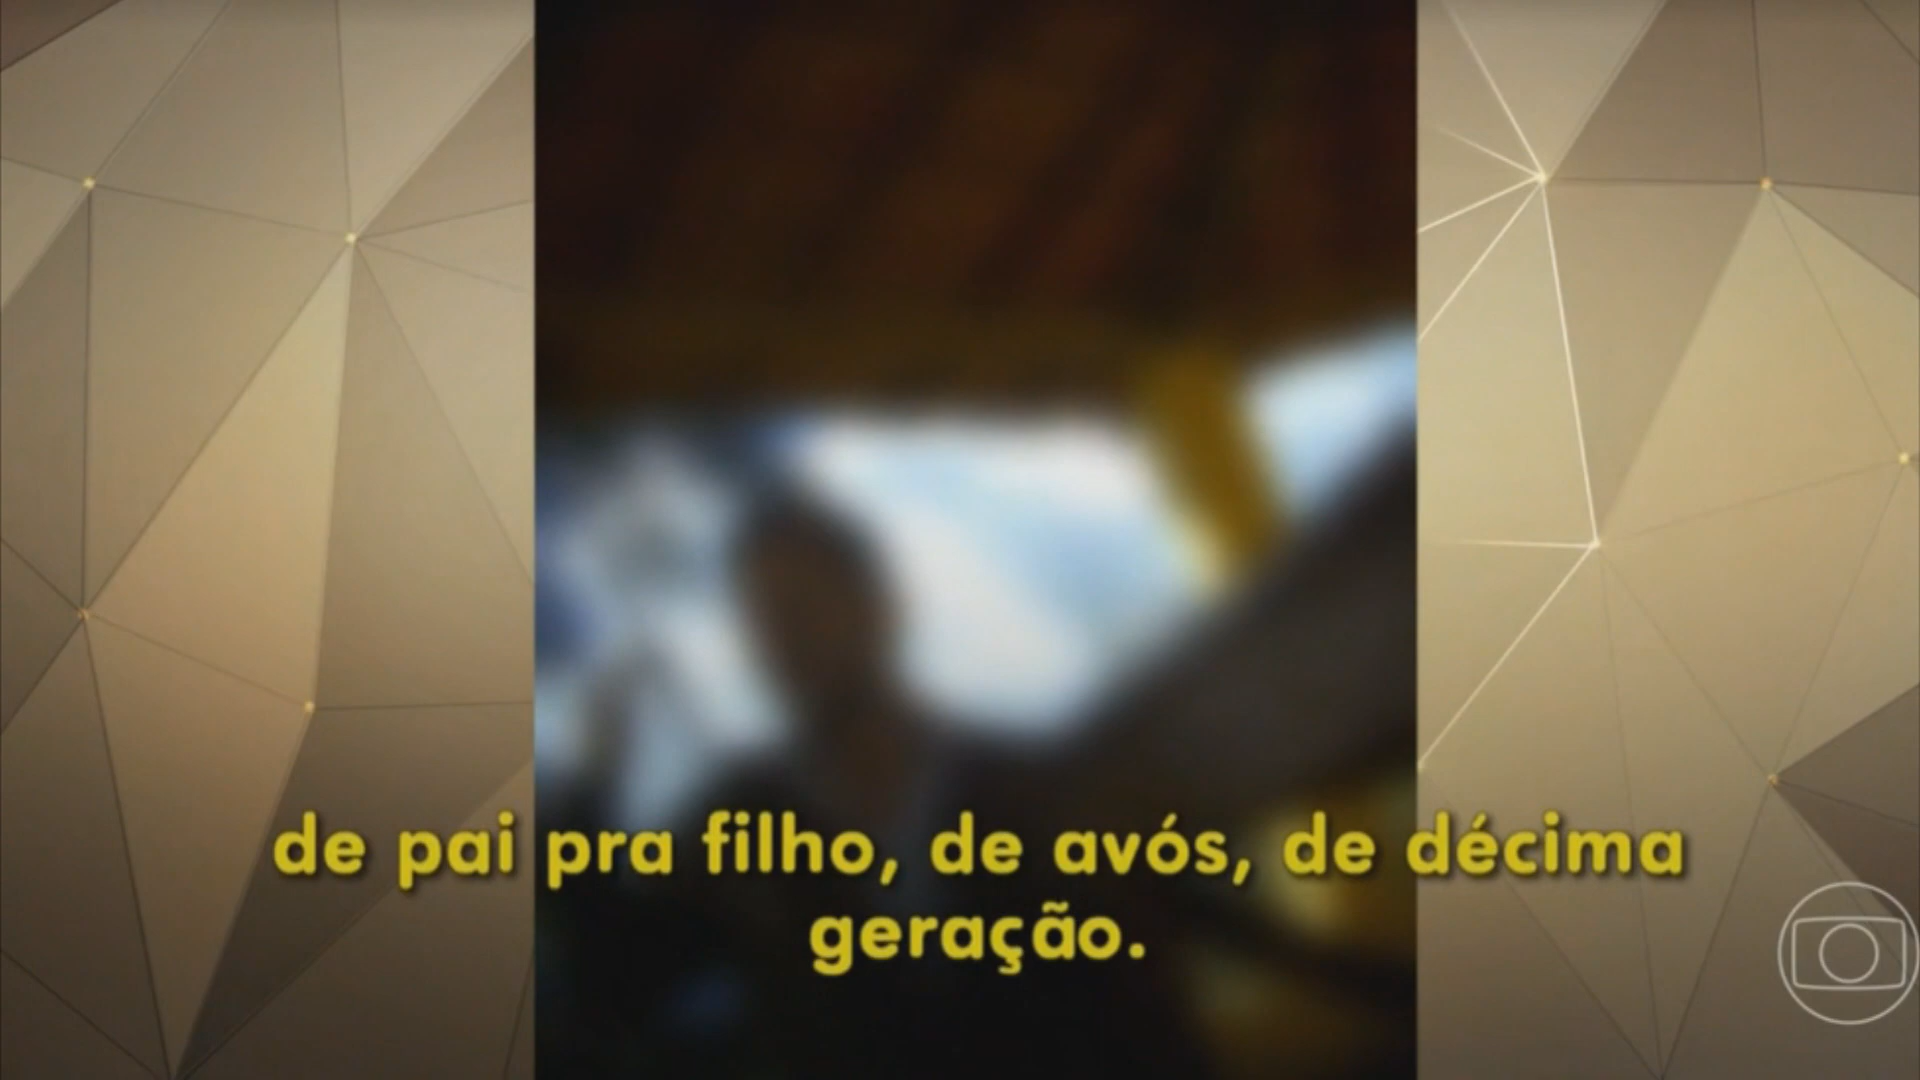 de pai pra filho, de avós, de décima
geração.